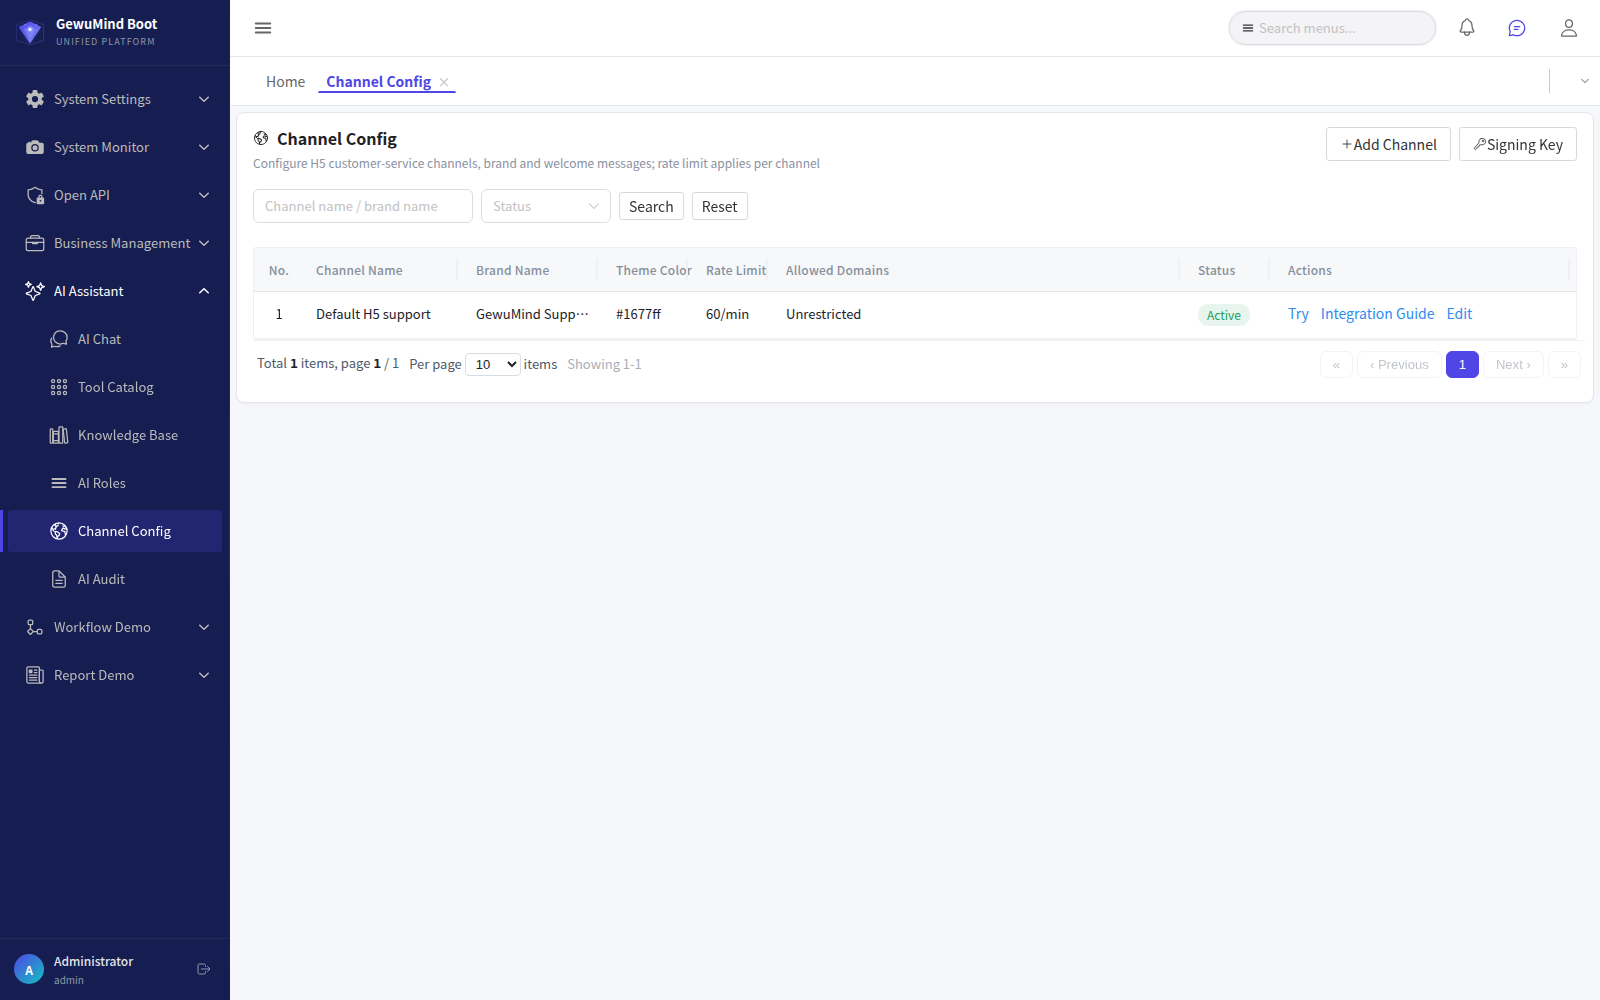 GewuMind Boot
UNIFIED PLATFORM
Search menus...
Home
Channel Config
System Settings
System Monitor
Open API
Business Management
AI Assistant
AI Chat
Tool Catalog
Knowledge Base
AI Roles
Channel Config
AI Audit
Workflow Demo
Report Demo
A
Administrator
admin
Channel Config
Configure H5 customer-service channels, brand and welcome messages; rate limit applies per channel
+Add Channel
Signing Key
Channel name / brand name
Status
Search
Reset
No. Channel Name Brand Name Theme Color Rate Limit Allowed Domains Status Actions
1 Default H5 support GewuMind Supp··· #1677ff 60/min Unrestricted Active Try Integration Guide Edit
Total 1 items, page 1 / 1 Per page 10 items Showing 1-1
« ‹ Previous 1 Next › »